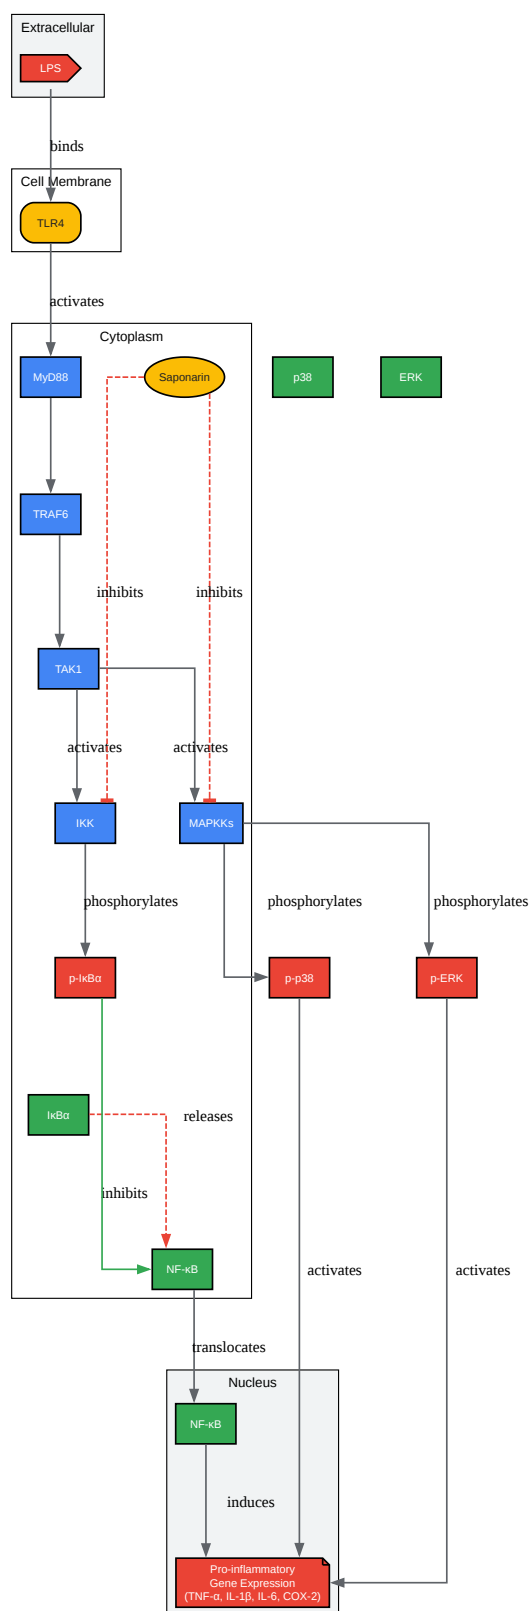 Extracellular
LPS
binds
Cell Membrane
TLR4
activates
Cytoplasm
MyD88
Saponarin
p38
ERK
TRAF6
inhibits
inhibits
TAK1
activates
activates
IKK
MAPKKs
phosphorylates
phosphorylates
phosphorylates
p-IκBα
p-p38
p-ERK
IκBα
releases
inhibits
NF-κB
activates
activates
translocates
Nucleus
NF-κB
induces
Pro-inflammatory
Gene Expression
(TNF-α, IL-1β, IL-6, COX-2)